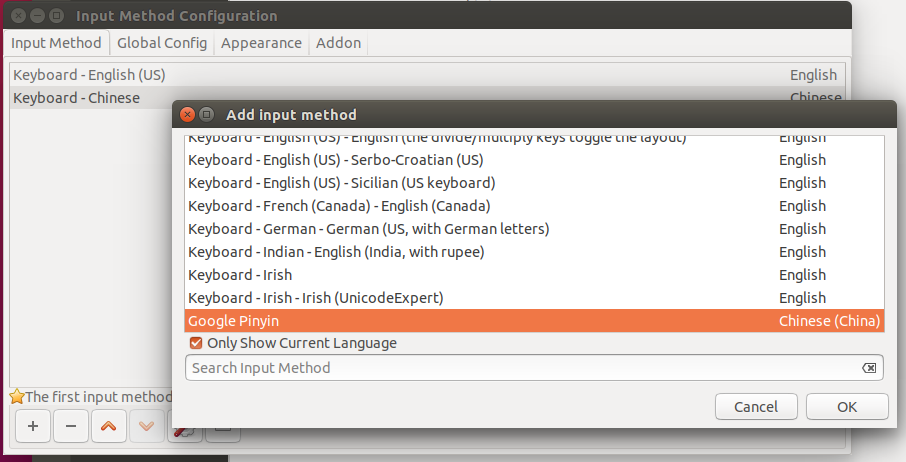 Input Method Configuration
Input Method Global Config Appearance Addon
Keyboard - English (US) English
Keyboard - Chinese Chinese
Add input method
Keyboard - English (US) - English (the divide/multiply keys toggle the layout) English
Keyboard - English (US) - Serbo-Croatian (US) English
Keyboard - English (US) - Sicilian (US keyboard) English
Keyboard - French (Canada) - English (Canada) English
Keyboard - German - German (US, with German letters) English
Keyboard - Indian - English (India, with rupee) English
Keyboard - Irish English
Keyboard - Irish - Irish (UnicodeExpert) English
Google Pinyin Chinese (China)
Only Show Current Language
Search Input Method
The first input method
Cancel OK